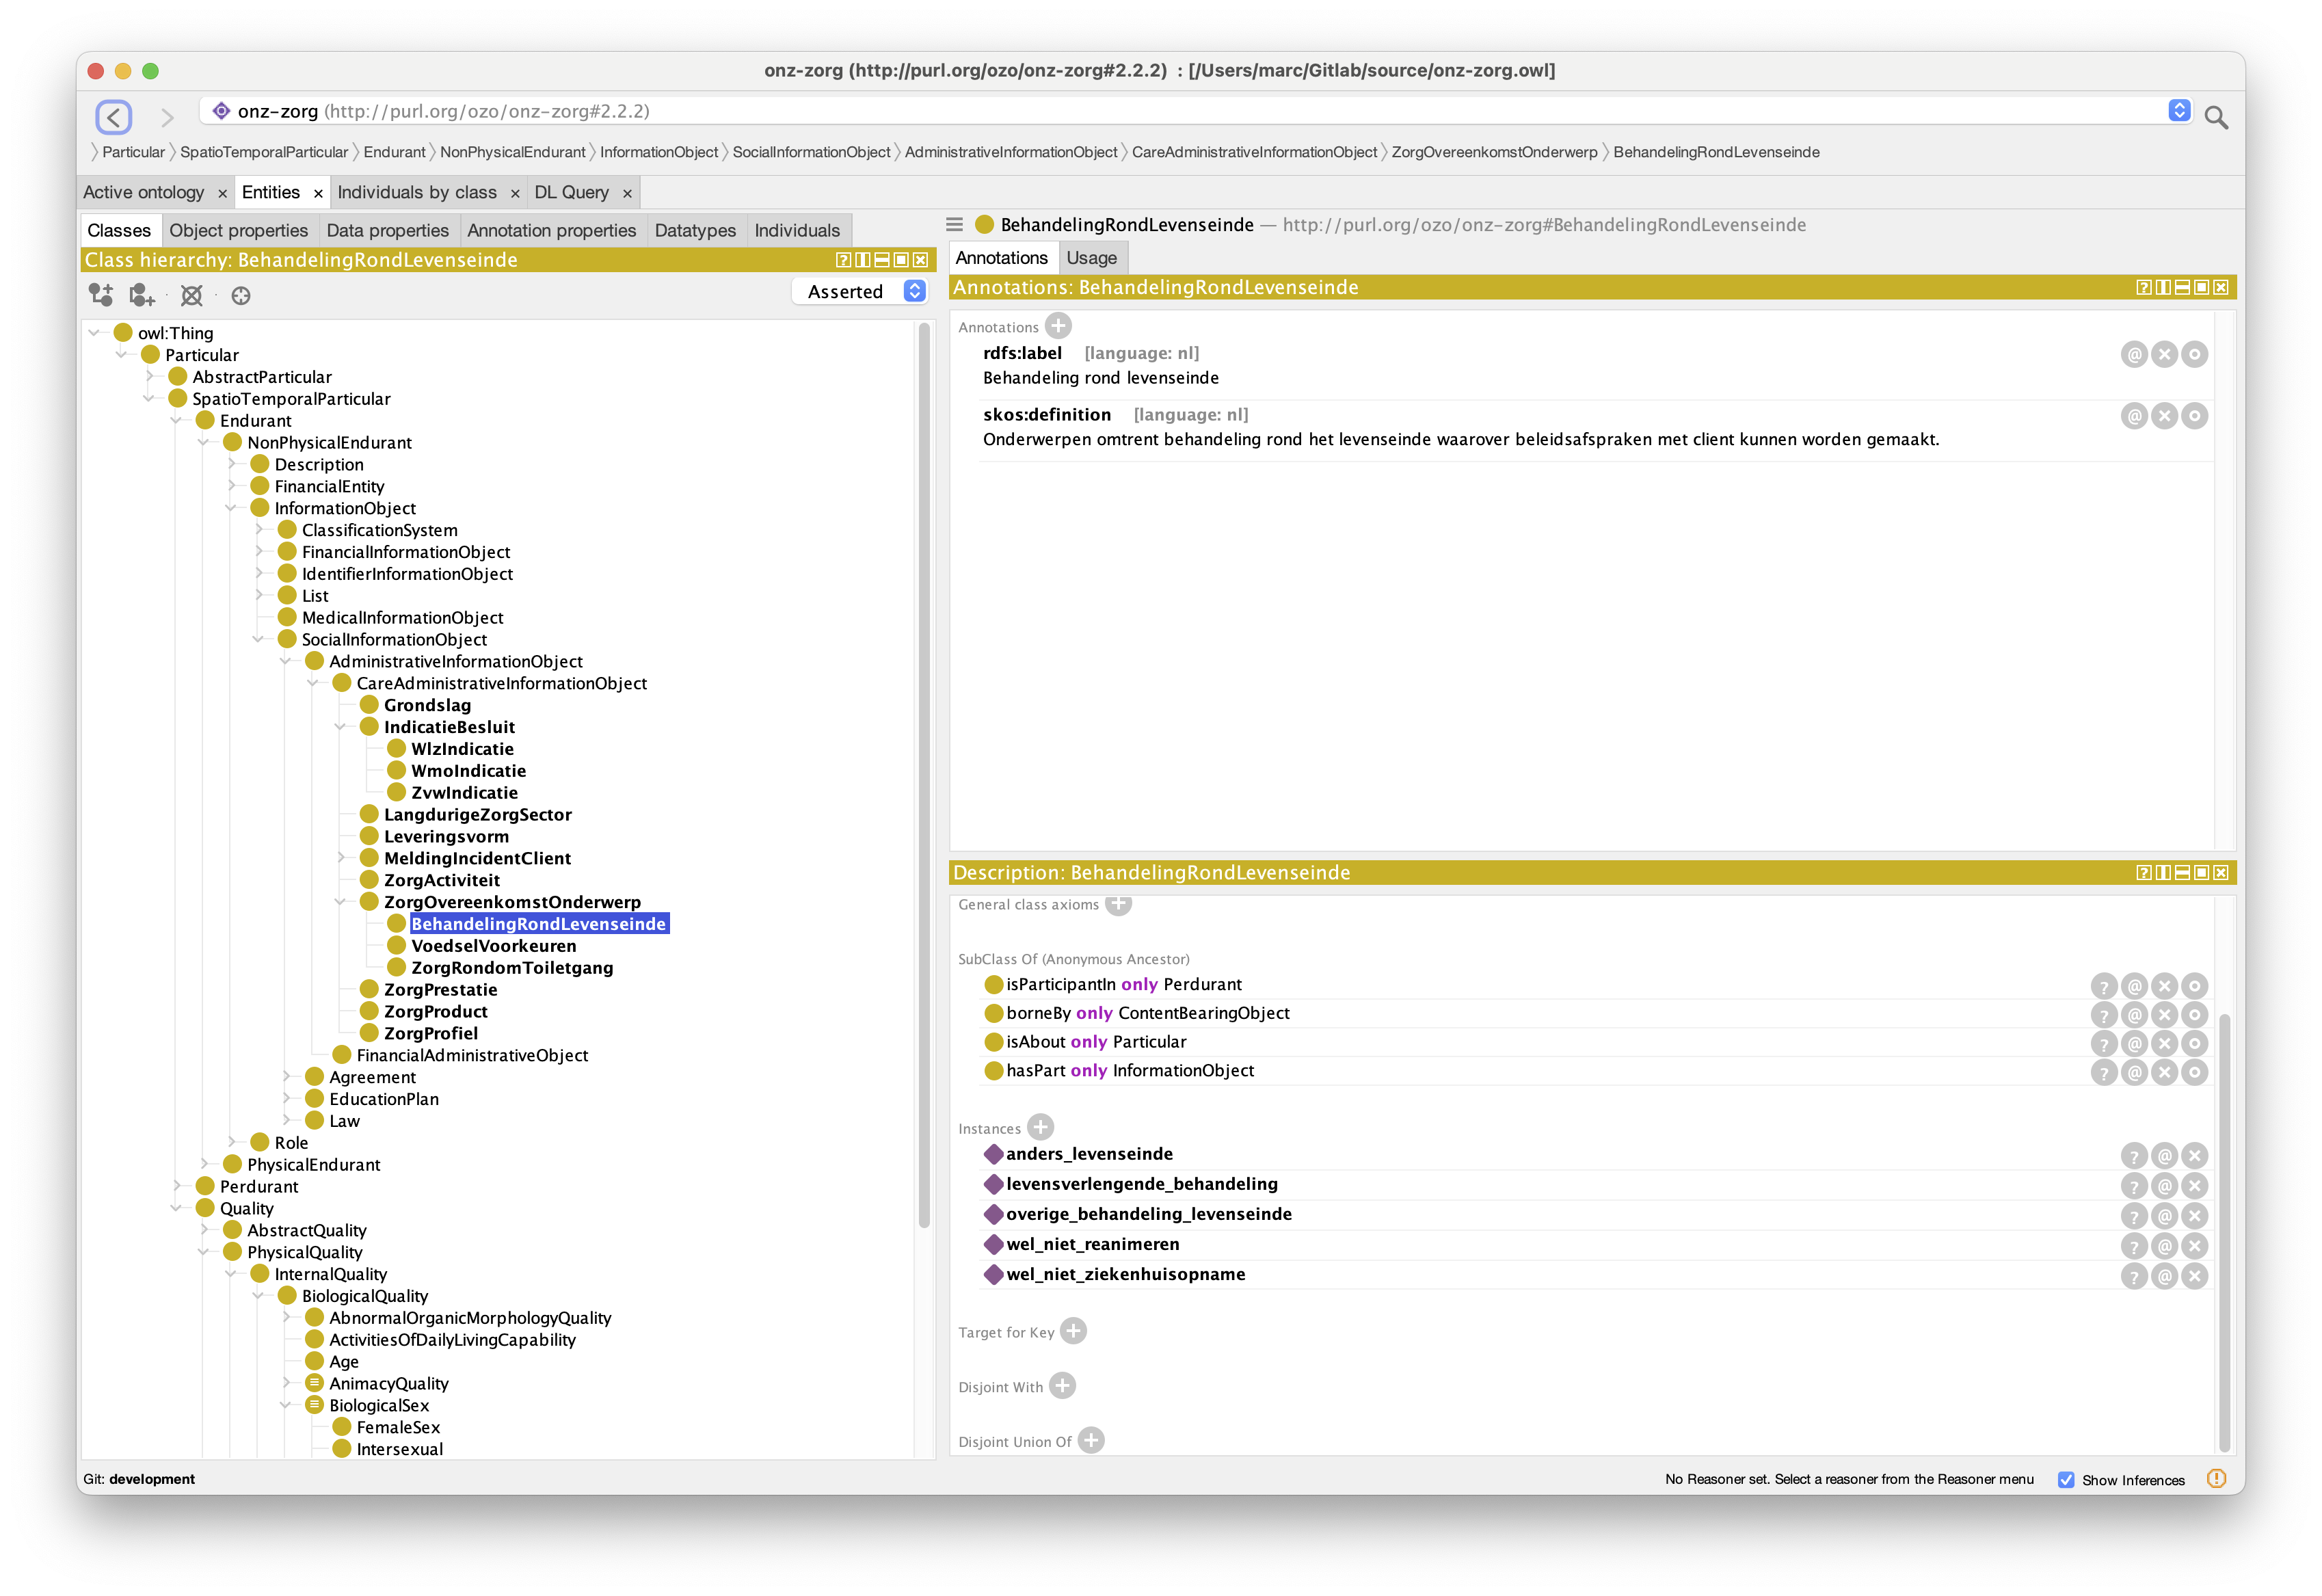 onz-zorg (http://purl.org/ozo/onz-zorg#2.2.2) : [/Users/marc/Gitlab/source/onz-zorg.owl]
onz-zorg (http://purl.org/ozo/onz-zorg#2.2.2)
Particular SpatioTemporalParticular Endurant NonPhysicalEndurant InformationObject SocialInformationObject AdministrativeInformationObject CareAdministrativeInformationObject ZorgOvereenkomstOnderwerp BehandelingRondLevenseinde
Active ontology × Entities × Individuals by class × DL Query ×
Classes Object properties Data properties Annotation properties Datatypes Individuals
Class hierarchy: BehandelingRondLevenseinde
Asserted
owl:Thing
Particular
AbstractParticular
SpatioTemporalParticular
Endurant
NonPhysicalEndurant
Description
FinancialEntity
InformationObject
ClassificationSystem
FinancialInformationObject
IdentifierInformationObject
List
MedicalInformationObject
SocialInformationObject
AdministrativeInformationObject
CareAdministrativeInformationObject
Grondslag
IndicatieBesluit
WlzIndicatie
WmoIndicatie
ZvwIndicatie
LangdurigeZorgSector
Leveringsvorm
MeldingIncidentClient
ZorgActiviteit
ZorgOvereenkomstOnderwerp
BehandelingRondLevenseinde
VoedselVoorkeuren
ZorgRondomToiletgang
ZorgPrestatie
ZorgProduct
ZorgProfiel
FinancialAdministrativeObject
Agreement
EducationPlan
Law
Role
PhysicalEndurant
Perdurant
Quality
AbstractQuality
PhysicalQuality
InternalQuality
BiologicalQuality
AbnormalOrganicMorphologyQuality
ActivitiesOfDailyLivingCapability
Age
AnimacyQuality
BiologicalSex
FemaleSex
Intersexual
BehandelingRondLevenseinde — http://purl.org/ozo/onz-zorg#BehandelingRondLevenseinde
Annotations Usage
Annotations: BehandelingRondLevenseinde
Annotations
rdfs:label [language: nl]
Behandeling rond levenseinde
skos:definition [language: nl]
Onderwerpen omtrent behandeling rond het levenseinde waarover beleidsafspraken met client kunnen worden gemaakt.
Description: BehandelingRondLevenseinde
General class axioms
SubClass Of (Anonymous Ancestor)
isParticipantIn only Perdurant
borneBy only ContentBearingObject
isAbout only Particular
hasPart only InformationObject
Instances
anders_levenseinde
levensverlengende_behandeling
overige_behandeling_levenseinde
wel_niet_reanimeren
wel_niet_ziekenhuisopname
Target for Key
Disjoint With
Disjoint Union Of
Git: development
No Reasoner set. Select a reasoner from the Reasoner menu Show Inferences